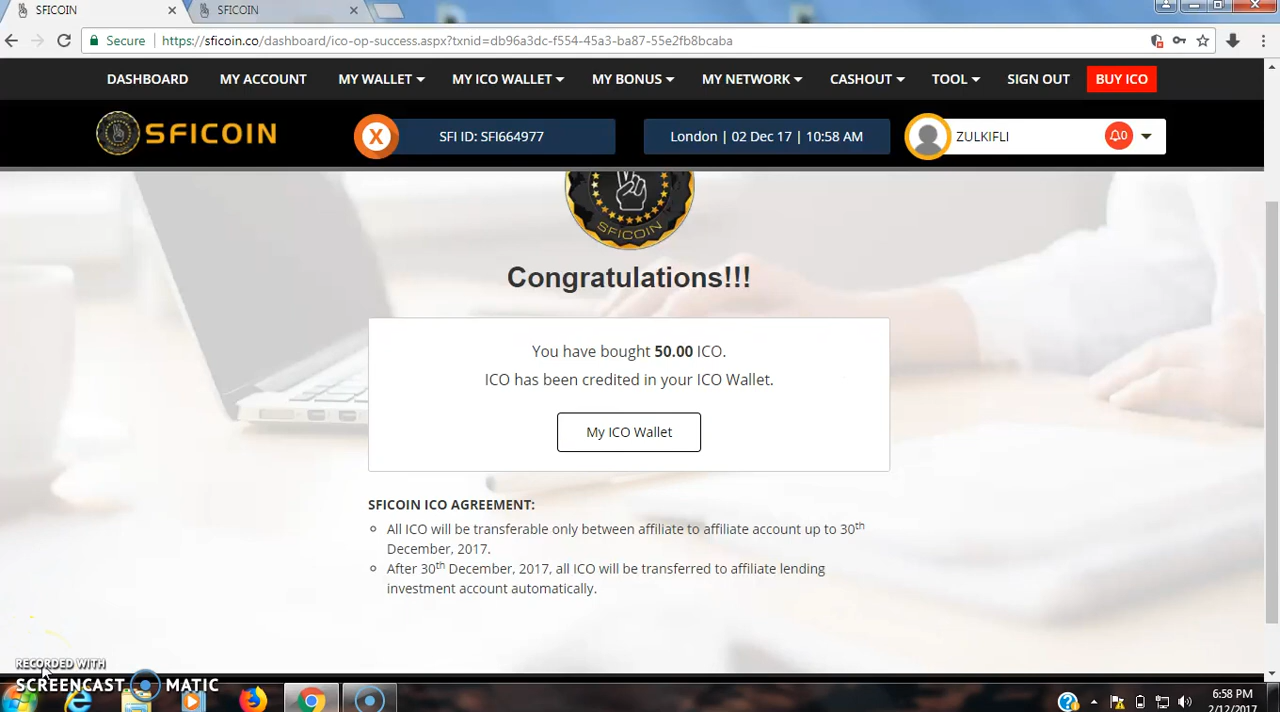 SFICOIN
SFICOIN
Secure
https://sficoin.co/dashboard/ico-op-success.aspx?txnid=db96a3dc-f554-45a3-ba87-55e2fb8bcaba
DASHBOARD MY ACCOUNT MY WALLET MY ICO WALLET MY BONUS MY NETWORK CASHOUT TOOL SIGN OUT BUY ICO
SFICOIN
X
SFI ID: SFI664977
London | 02 Dec 17 | 10:58 AM
ZULKIFLI
0
SFICOIN
Congratulations!!!
You have bought 50.00 ICO.
ICO has been credited in your ICO Wallet.
My ICO Wallet
SFICOIN ICO AGREEMENT:
All ICO will be transferable only between affiliate to affiliate account up to 30th
December, 2017.
After 30th December, 2017, all ICO will be transferred to affiliate lending
investment account automatically.
RECORDED WITH
SCREENCAST MATIC
6:58 PM
2/12/2017